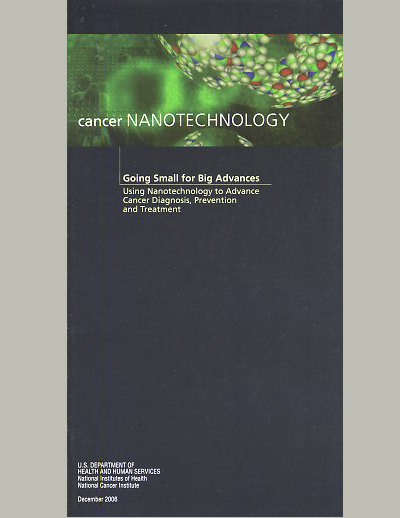 cancer NANOTECHNOLOGY
Going Small for Big Advances
Using Nanotechnology to Advance
Cancer Diagnosis, Prevention
and Treatment
U.S. DEPARTMENT OF
HEALTH AND HUMAN SERVICES
National Institutes of Health
National Cancer Institute
December 2006